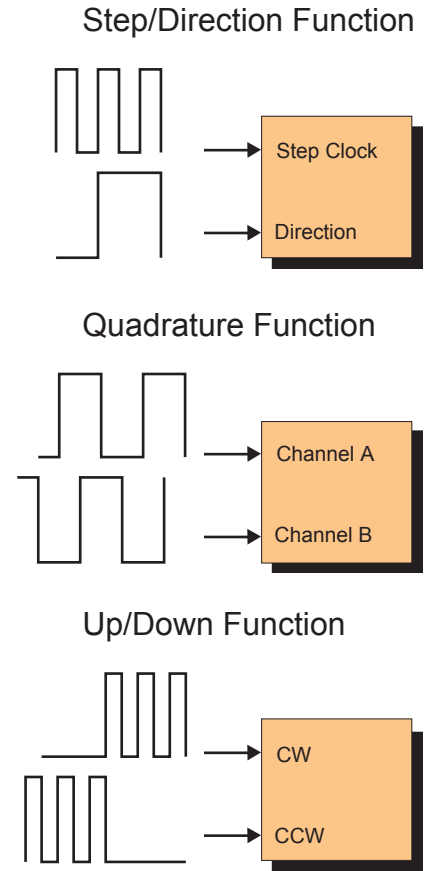 Step/Direction Function
Step Clock
Direction
Quadrature Function
Channel A
Channel B
Up/Down Function
CW
CCW